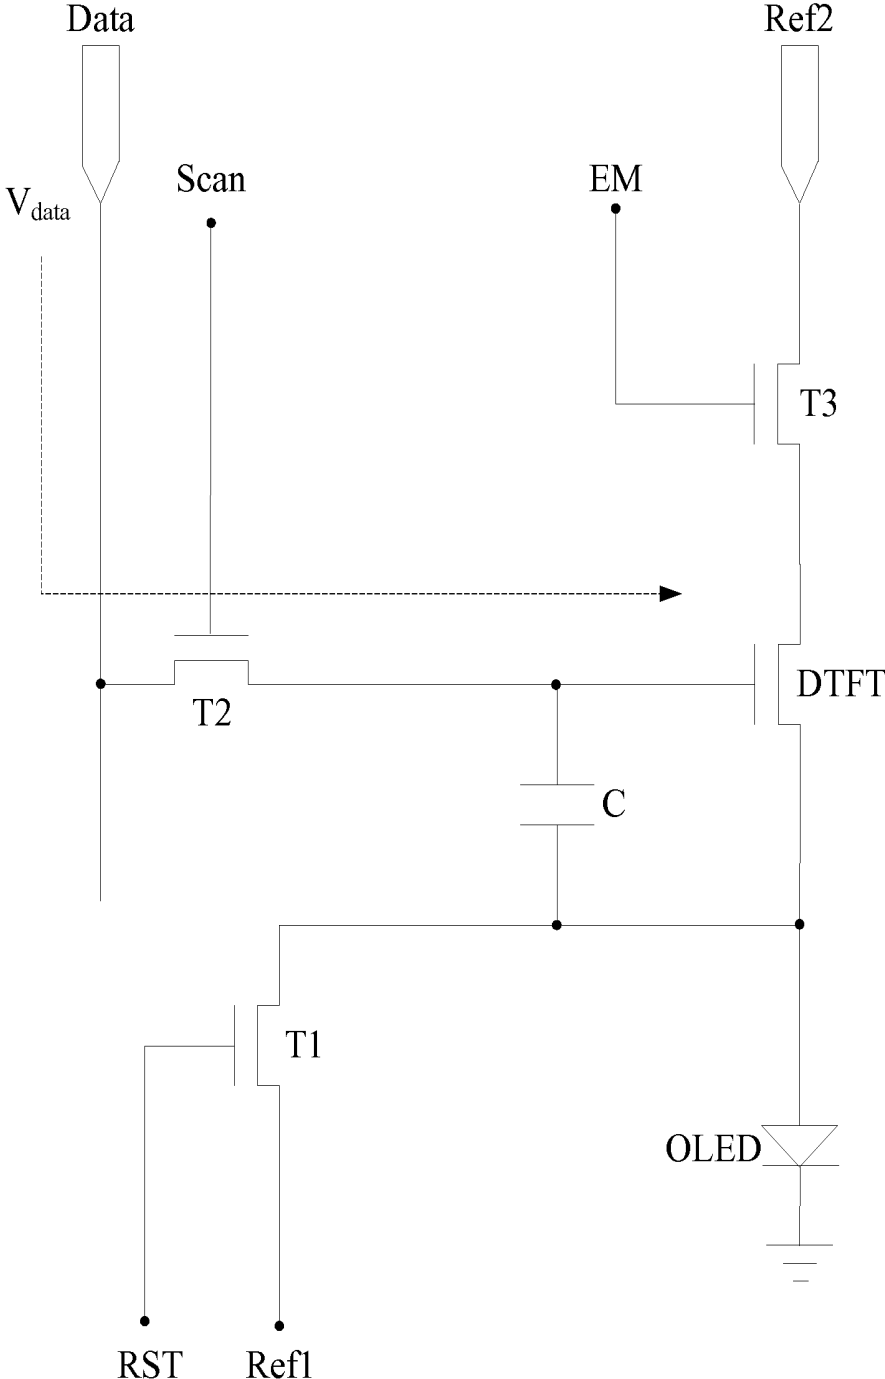 Data
Ref2
Scan
EM
Vdata
T3
DTFT
T2
C
T1
OLED
RST
Ref1